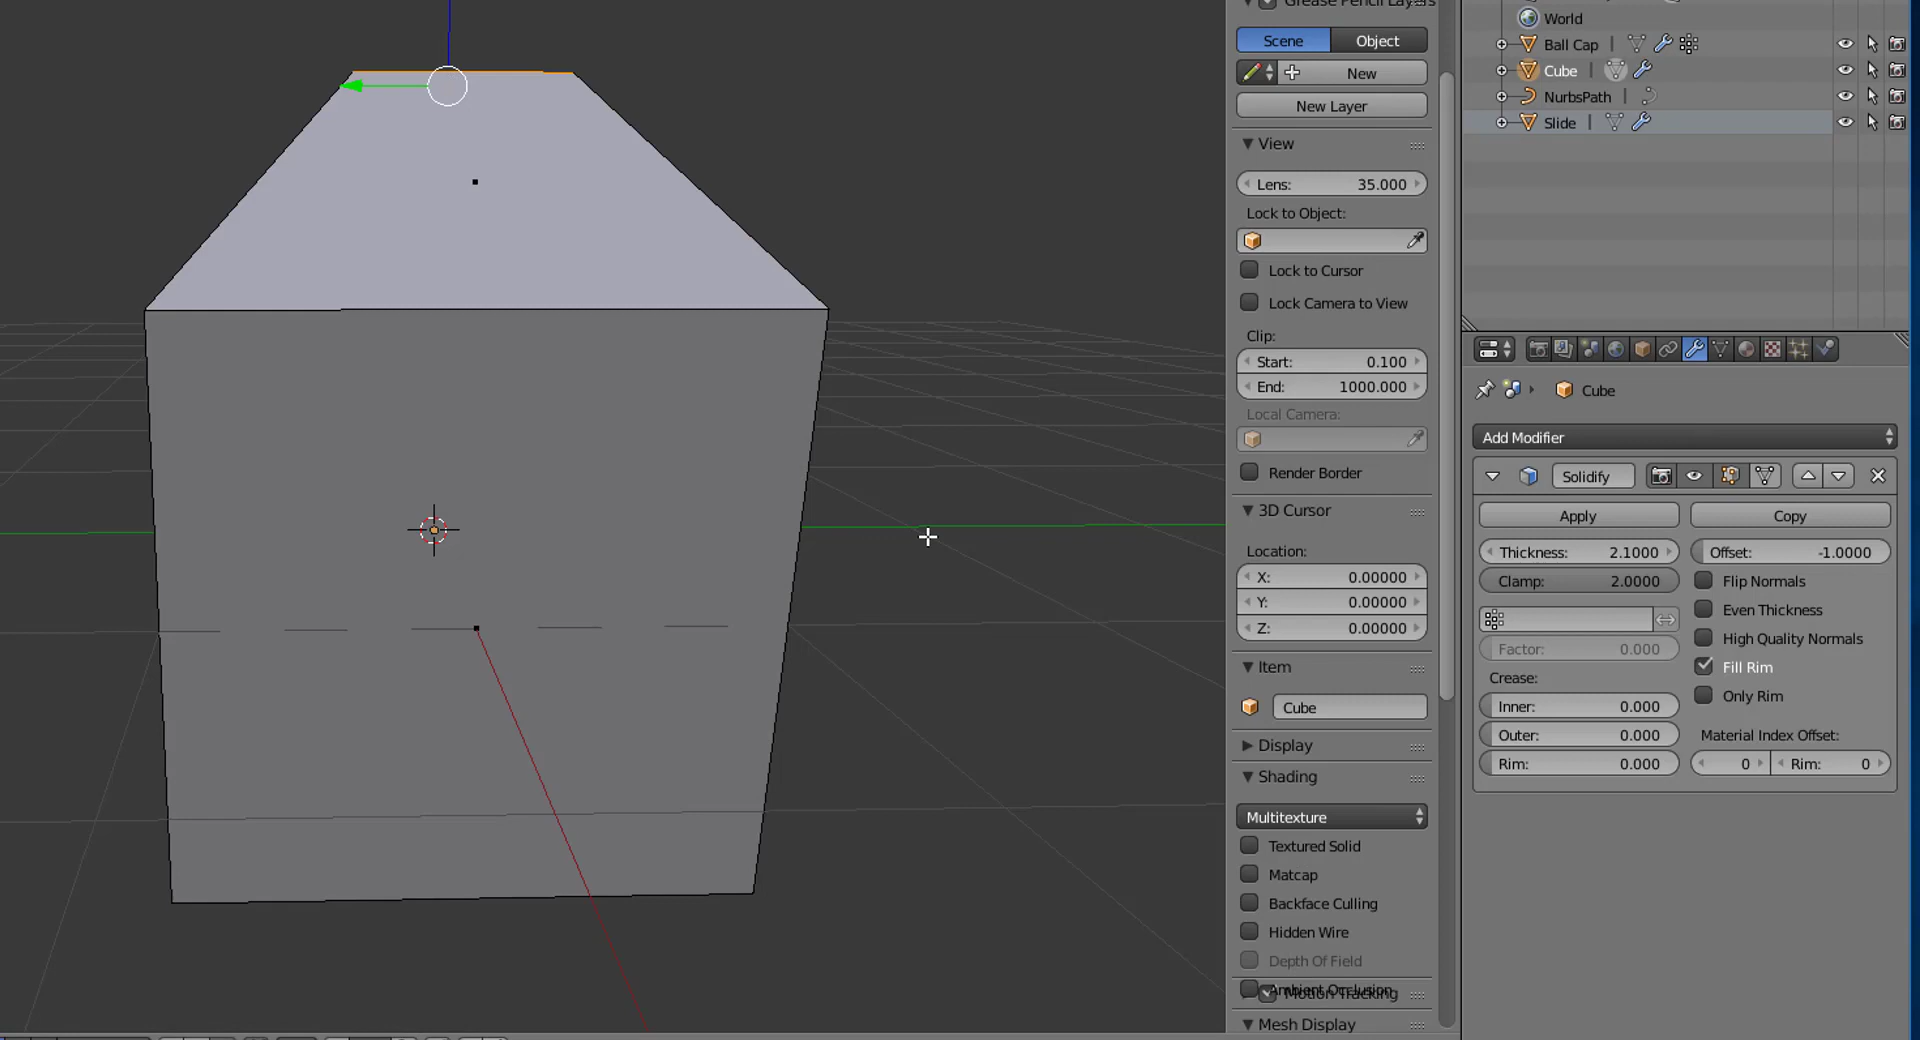 Grease Pencil Layers
Scene Object
New
New Layer
View
Lens: 35.000
Lock to Object:
Lock to Cursor
Lock Camera to View
Clip:
Start: 0.100
End: 1000.000
Local Camera:
Render Border
3D Cursor
Location:
X: 0.00000
Y: 0.00000
Z: 0.00000
Item
Cube
Display
Shading
Multitexture
Textured Solid
Matcap
Backface Culling
Hidden Wire
Depth Of Field
Ambient Occlusion
Motion Tracking
Mesh Display
World
Ball Cap
Cube
NurbsPath
Slide
Cube
Add Modifier
Solidify
Apply Copy
Thickness: 2.1000 Offset: -1.0000
Clamp: 2.0000 Flip Normals
Even Thickness
Factor: 0.000 High Quality Normals
Crease: Fill Rim
Inner: 0.000 Only Rim
Outer: 0.000 Material Index Offset:
Rim: 0.000 0 Rim: 0